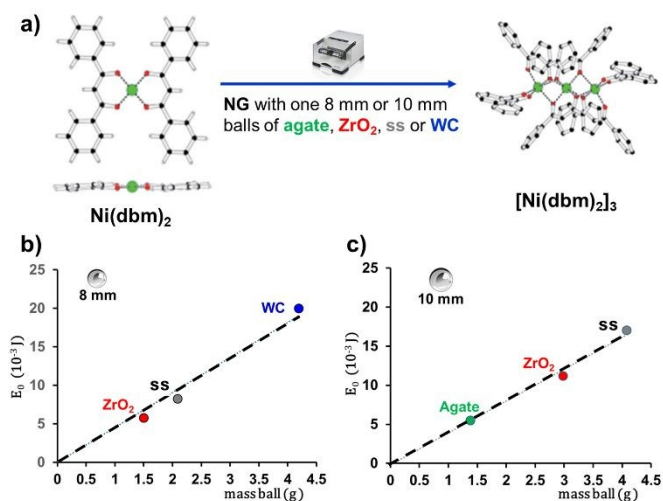 a)
NG with one 8 mm or 10 mm
balls of agate, ZrO₂, ss or WC
Ni(dbm)₂
[Ni(dbm)₂]₃
b)
8 mm
E₀ (10⁻³ J)
25
20
15
10
5
0
0 0.5 1 1.5 2 2.5 3 3.5 4 4.5
mass ball (g)
ZrO₂
ss
WC
c)
10 mm
E₀ (10⁻³ J)
25
20
15
10
5
0
0 0.5 1 1.5 2 2.5 3 3.5 4 4.5
mass ball (g)
Agate
ZrO₂
ss